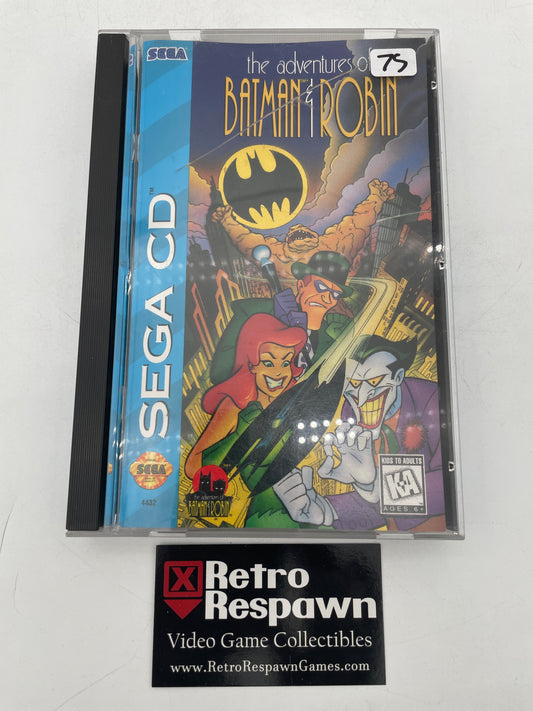 SEGA
the adventures of
75
BATMAN & ROBIN
SEGA CD™
SEGA
4432
the adventures of
BATMAN & ROBIN
KIDS TO ADULTS
K-A
AGES 6+
Retro
Respawn
Video Game Collectibles
www.RetroRespawnGames.com